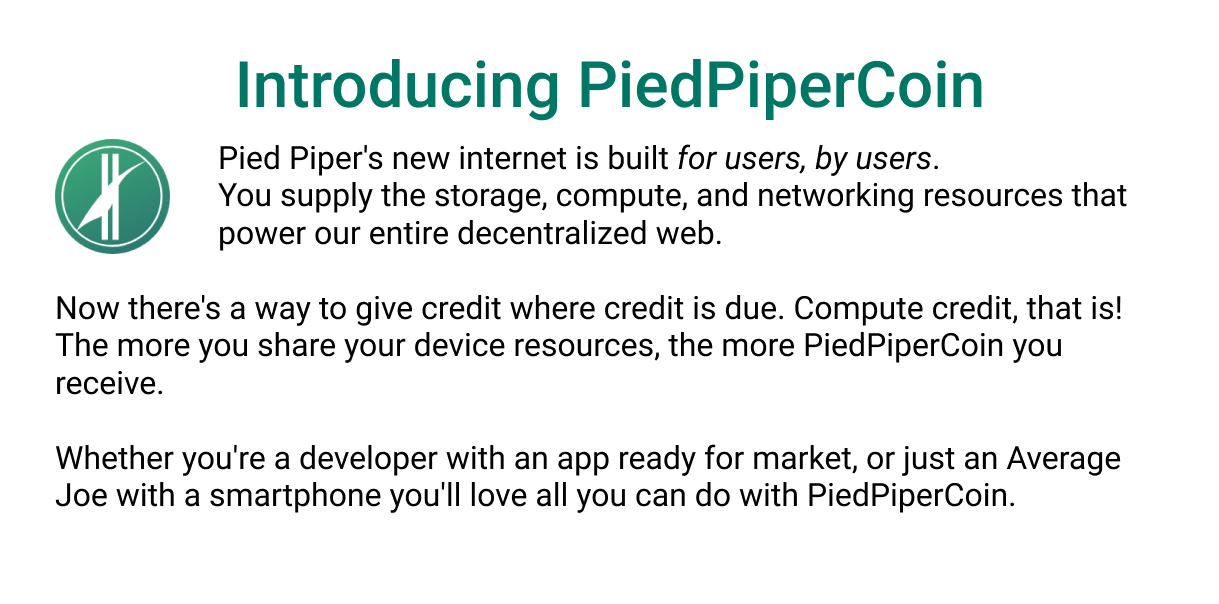 Introducing PiedPiperCoin
Pied Piper's new internet is built for users, by users.
You supply the storage, compute, and networking resources that
power our entire decentralized web.
Now there's a way to give credit where credit is due. Compute credit, that is!
The more you share your device resources, the more PiedPiperCoin you
receive.
Whether you're a developer with an app ready for market, or just an Average
Joe with a smartphone you'll love all you can do with PiedPiperCoin.